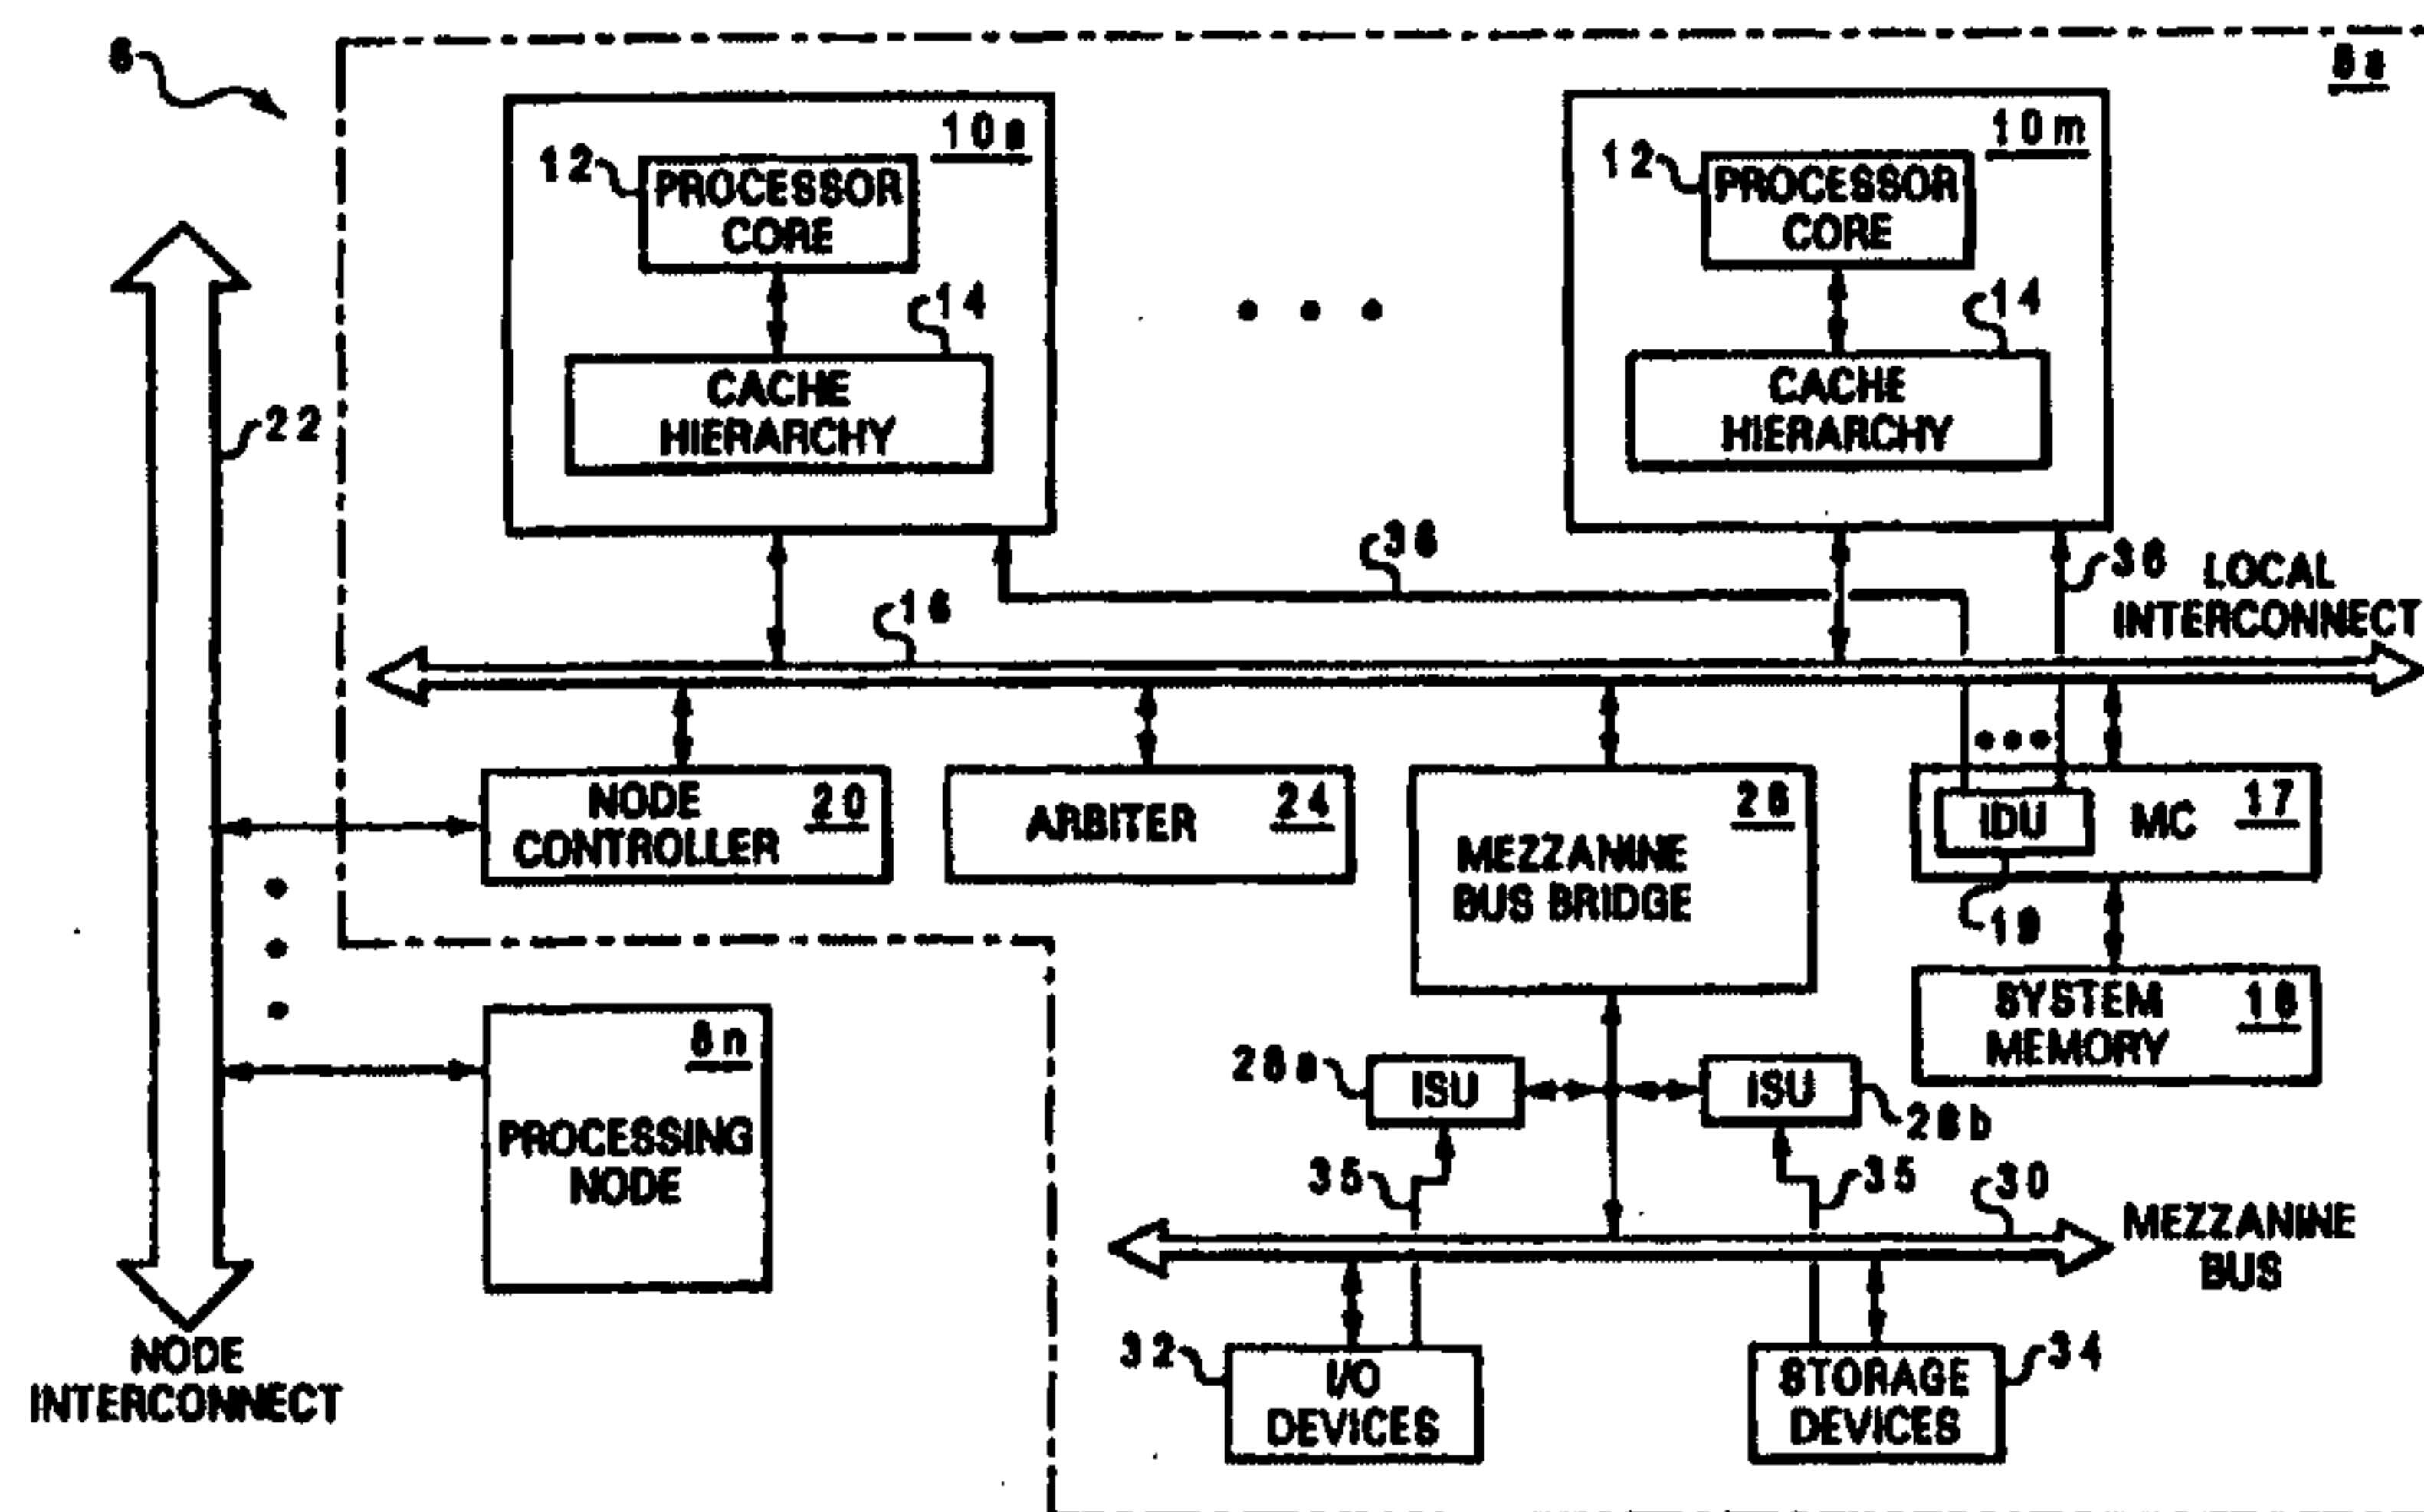 6
8a
10a
12
PROCESSOR
CORE
14
CACHE
HIERARCHY
10m
12
PROCESSOR
CORE
14
CACHE
HIERARCHY
22
36
36
16
LOCAL
INTERCONNECT
NODE
CONTROLLER
20
ARBITER
24
MEZZANINE
BUS BRIDGE
26
IDU
MC
17
19
SYSTEM
MEMORY
18
8n
PROCESSING
NODE
28a
ISU
ISU
28b
35
35
30
MEZZANINE
BUS
NODE
INTERCONNECT
32
I/O
DEVICES
STORAGE
DEVICES
34